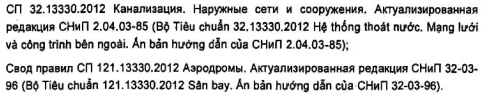 СП 32.13330.2012 Канализация. Наружные сети и сооружения. Актуализированная
редакция СНиП 2.04.03-85 (Bộ Tiêu chuẩn 32.13330.2012 Hệ thống thoát nước. Mạng lưới
và công trình bên ngoài. Ấn bản hướng dẫn của СНиП 2.04.03-85);
Свод правил СП 121.13330.2012 Аэродромы. Актуализированная редакция СНиП 32-03-
96 (Bộ Tiêu chuẩn 121.13330.2012 Sân bay. Ấn bản hướng dẫn của СНиП 32-03-96).